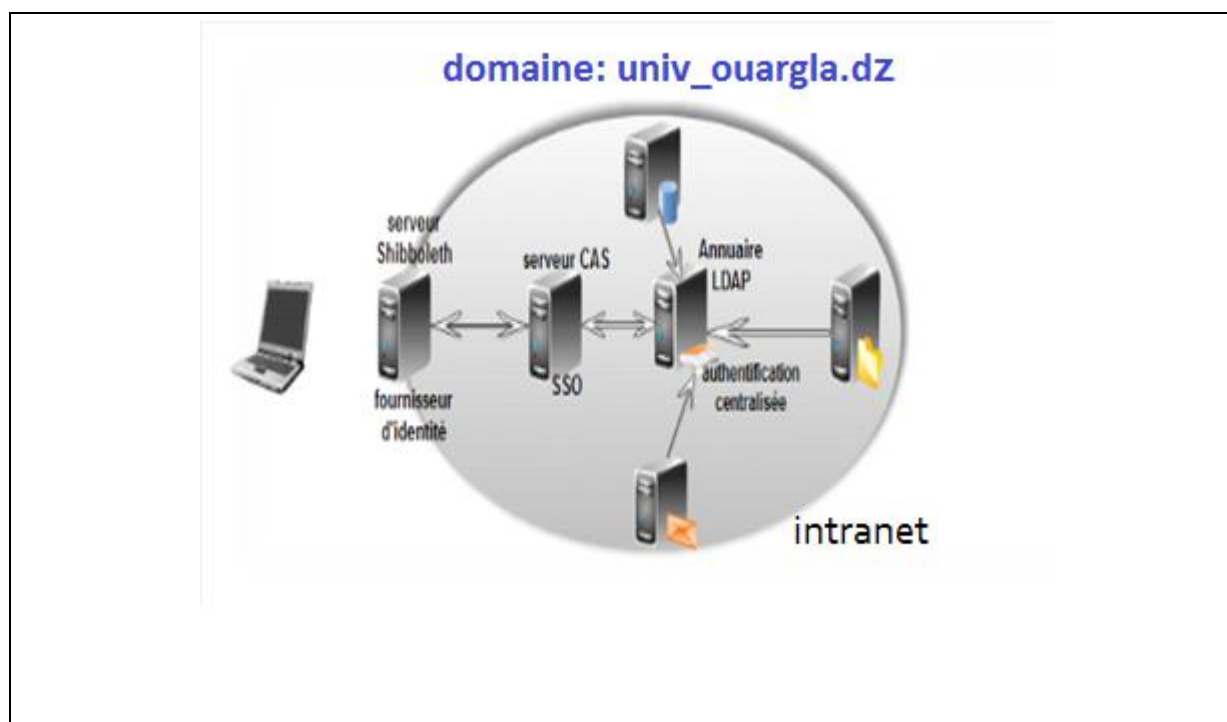 domaine: univ_ouargla.dz
serveur
Shibboleth
fournisseur
d'identité
serveur CAS
SSO
Annuaire
LDAP
authentification
centralisée
intranet